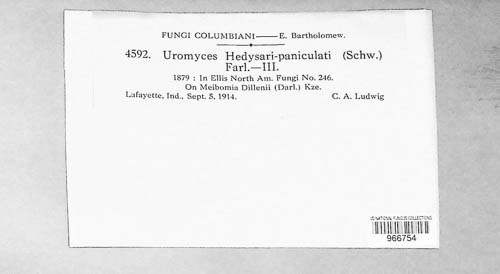 FUNGI COLUMBIANI—E. Bartholomew.
4592. Uromyces Hedysari-paniculati (Schw.)
Farl.—III.
1879 : In Ellis North Am. Fungi No. 246.
On Meibomia Dillenii (Darl.) Kze.
Lafayette, Ind., Sept. 5, 1914. C. A. Ludwig
US NATIONAL FUNGUS COLLECTIONS
966754